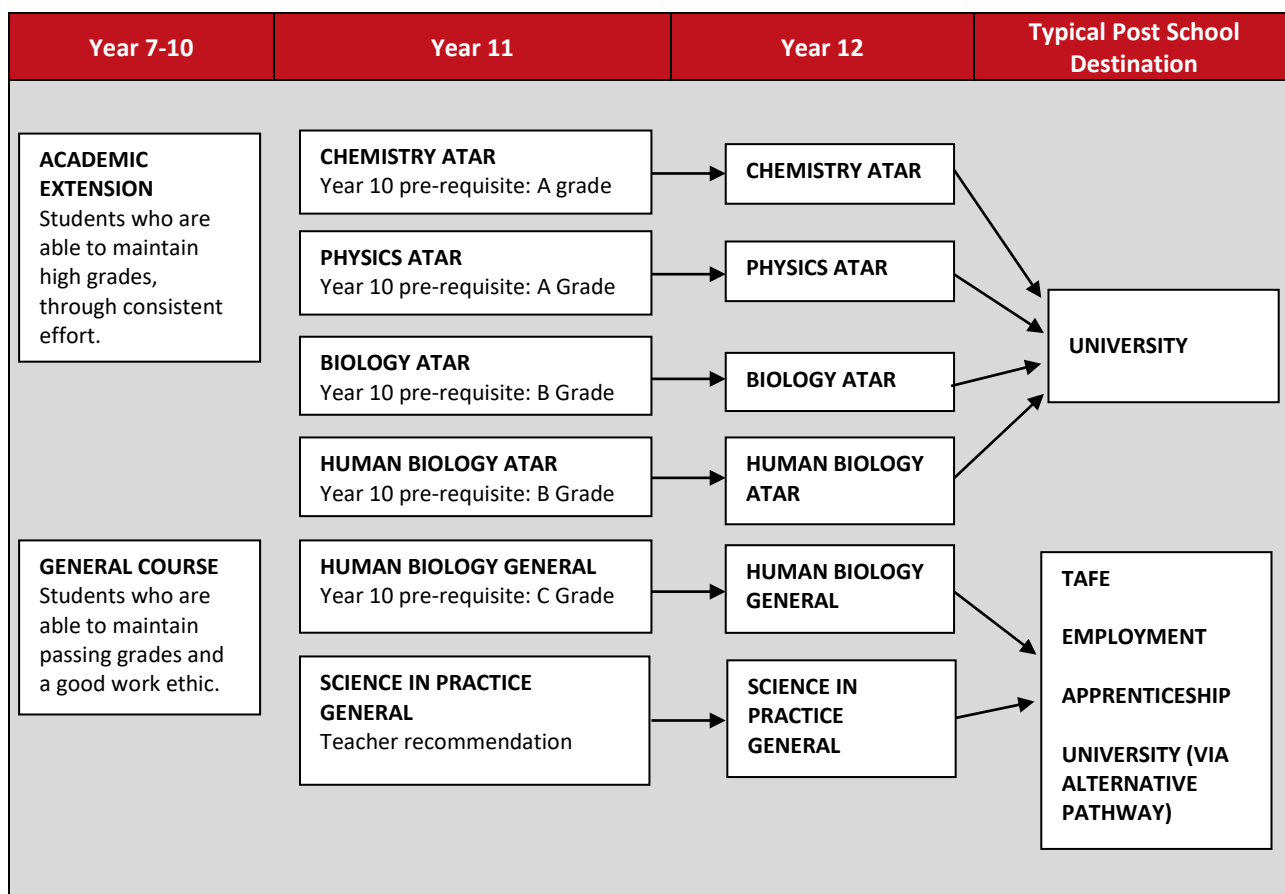 Year 7-10
Year 11
Year 12
Typical Post School
Destination
ACADEMIC
EXTENSION
Students who are
able to maintain
high grades,
through consistent
effort.
CHEMISTRY ATAR
Year 10 pre-requisite: A grade
CHEMISTRY ATAR
PHYSICS ATAR
Year 10 pre-requisite: A Grade
PHYSICS ATAR
BIOLOGY ATAR
Year 10 pre-requisite: B Grade
BIOLOGY ATAR
HUMAN BIOLOGY ATAR
Year 10 pre-requisite: B Grade
HUMAN BIOLOGY
ATAR
UNIVERSITY
GENERAL COURSE
Students who are
able to maintain
passing grades and
a good work ethic.
HUMAN BIOLOGY GENERAL
Year 10 pre-requisite: C Grade
HUMAN BIOLOGY
GENERAL
SCIENCE IN PRACTICE
GENERAL
Teacher recommendation
SCIENCE IN
PRACTICE
GENERAL
TAFE
EMPLOYMENT
APPRENTICESHIP
UNIVERSITY (VIA
ALTERNATIVE
PATHWAY)